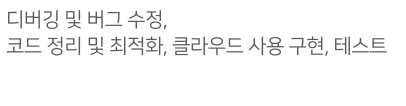 디버깅 및 버그 수정,
코드 정리 및 최적화, 클라우드 사용 구현, 테스트